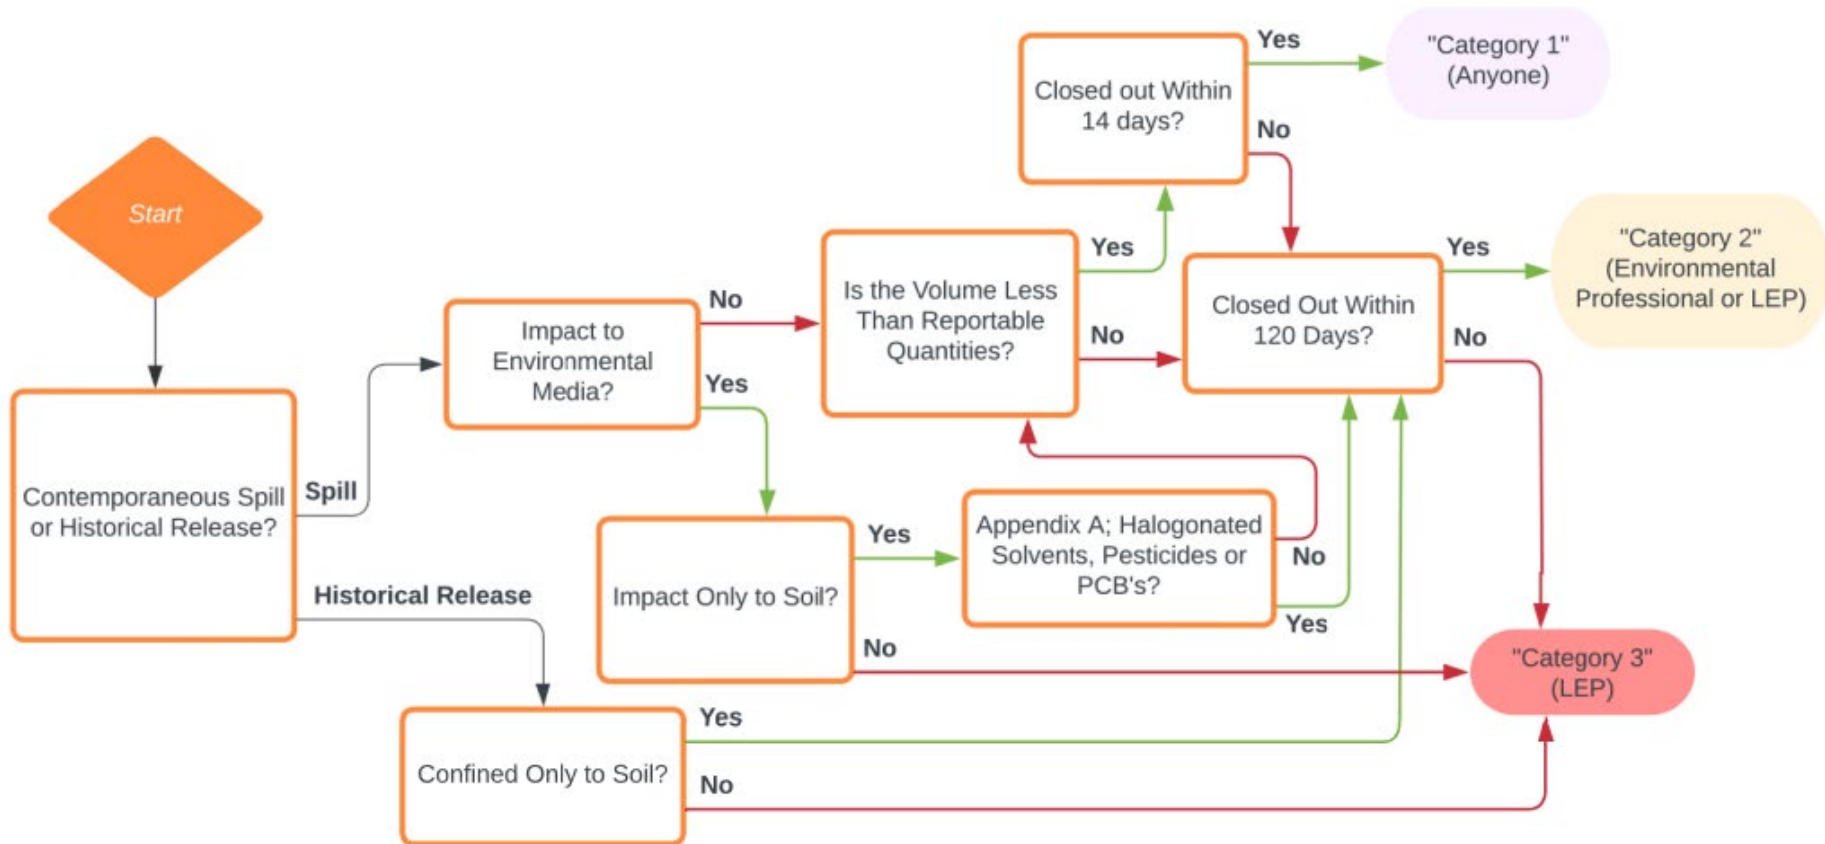 Start
Contemporaneous Spill
or Historical Release?
Spill
Historical Release
Impact to
Environmental
Media?
No
Yes
Is the Volume Less
Than Reportable
Quantities?
Yes
No
Closed out Within
14 days?
Yes
No
"Category 1"
(Anyone)
Closed Out Within
120 Days?
Yes
No
"Category 2"
(Environmental
Professional or LEP)
Impact Only to Soil?
Yes
No
Appendix A; Halogonated
Solvents, Pesticides or
PCB's?
No
Yes
"Category 3"
(LEP)
Confined Only to Soil?
Yes
No